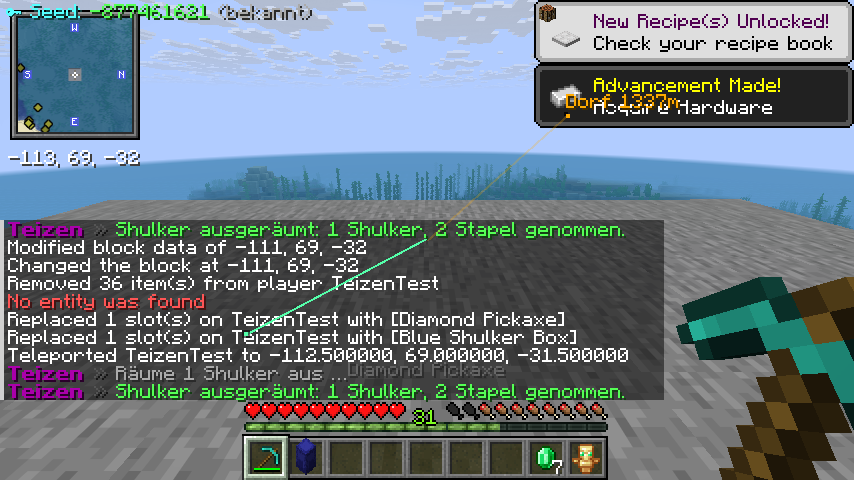 Seed: -877461621 (bekannt)
W
S
N
E
-113, 69, -32
New Recipe(s) Unlocked!
Check your recipe book
Advancement Made!
Dorf 1337m
Acquire Hardware
Teizen » Shulker ausgeräumt: 1 Shulker, 2 Stapel genommen.
Modified block data of -111, 69, -32
Changed the block at -111, 69, -32
Removed 36 item(s) from player TeizenTest
No entity was found
Replaced 1 slot(s) on TeizenTest with [Diamond Pickaxe]
Replaced 1 slot(s) on TeizenTest with [Blue Shulker Box]
Teleported TeizenTest to -112.500000, 69.000000, -31.500000
Teizen » Räume 1 Shulker aus ...
Diamond Pickaxe
Teizen » Shulker ausgeräumt: 1 Shulker, 2 Stapel genommen.
31
7